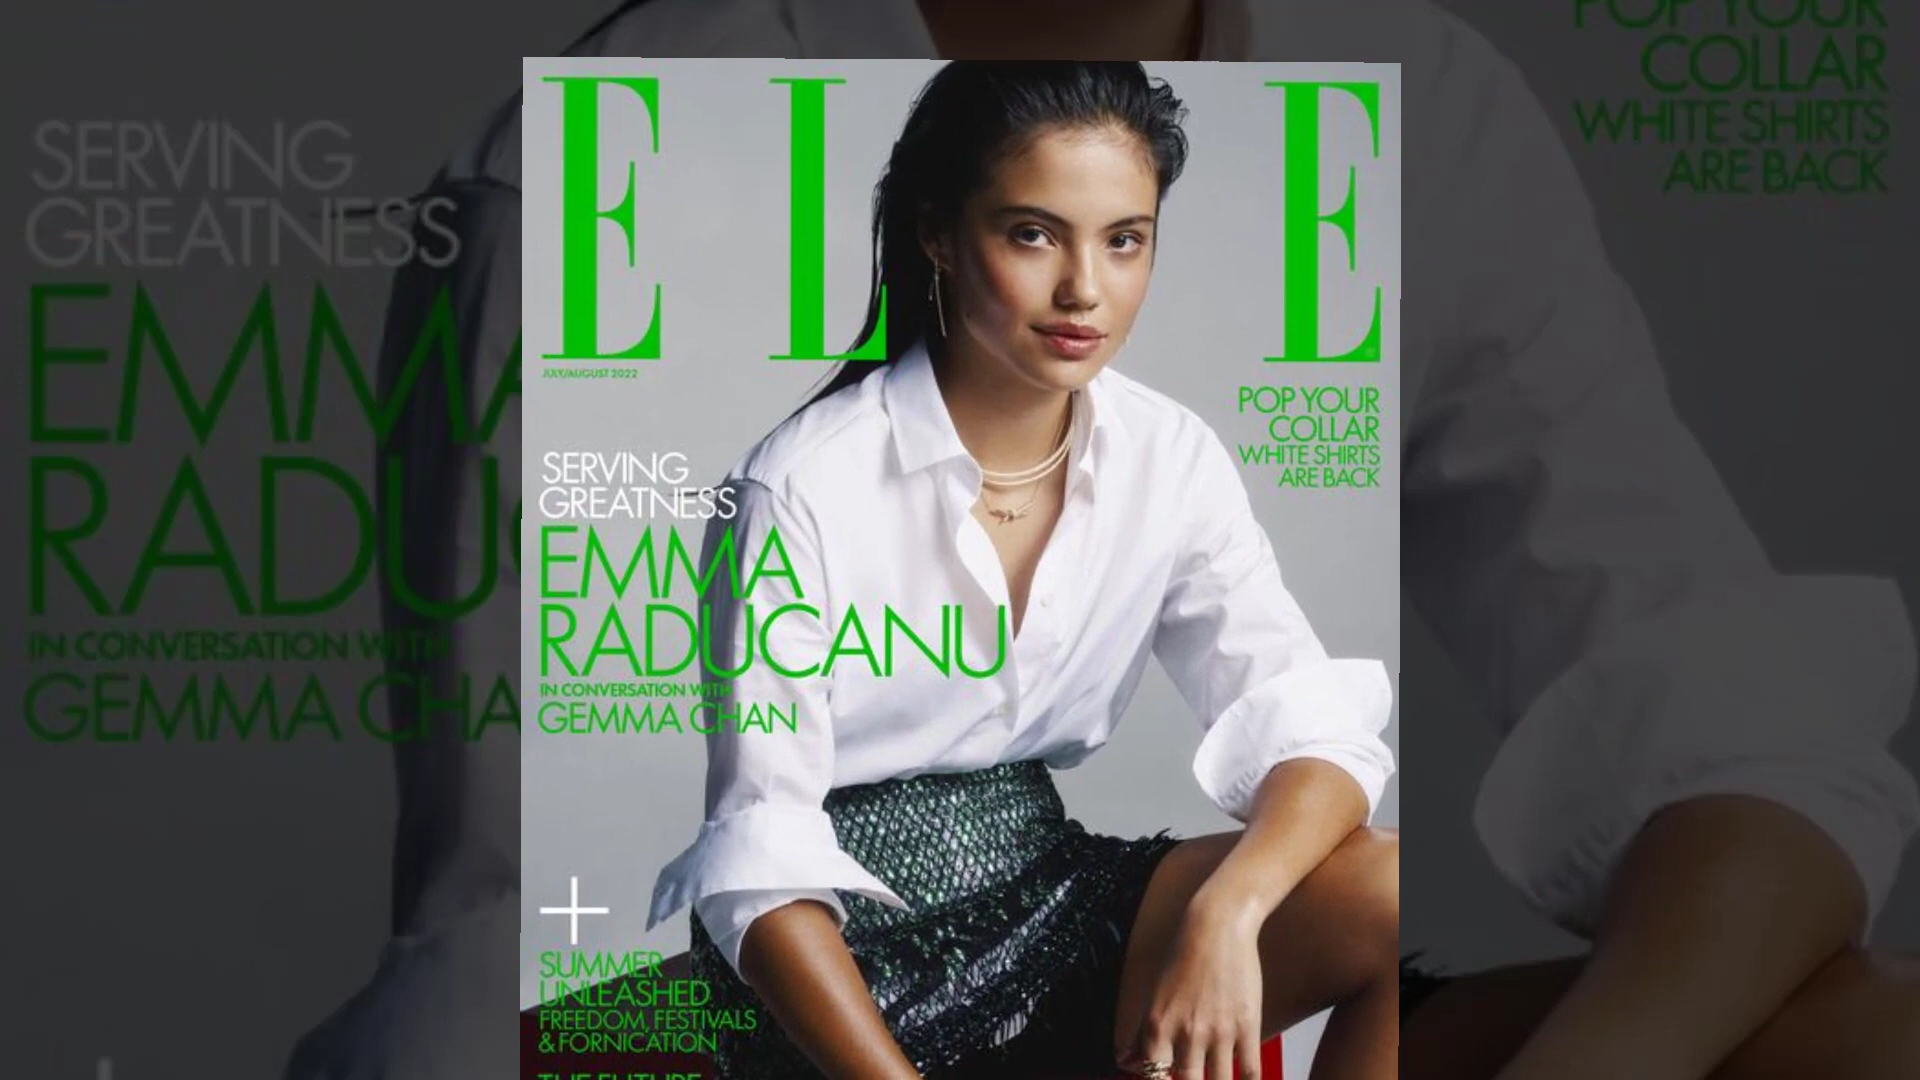 ELLE
JULY/AUGUST 2022
POP YOUR
COLLAR
WHITE SHIRTS
ARE BACK
SERVING
GREATNESS
EMMA
RADUCANU
IN CONVERSATION WITH
GEMMA CHAN
+
SUMMER
UNLEASHED
FREEDOM, FESTIVALS
& FORNICATION
THE FUTURE
SERVING
GREATNESS
EMMA
RADU
IN CONVERSATION WITH
GEMMA CHA
POP YOUR
COLLAR
WHITE SHIRTS
ARE BACK